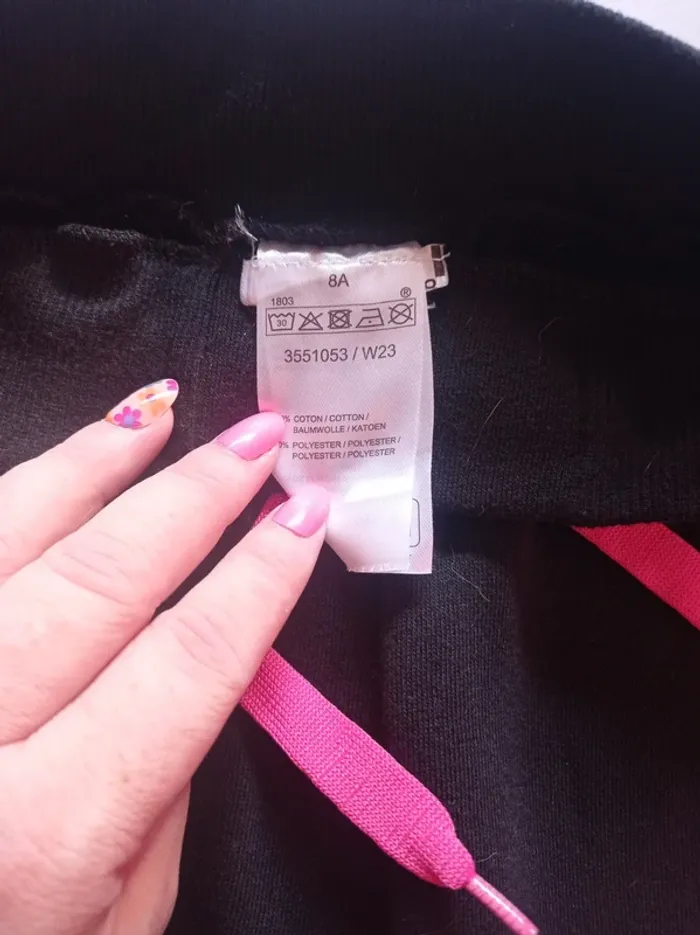 8A
1803
®
30
3551053 / W23
% COTON / COTTON /
BAUMWOLLE / KATOEN
% POLYESTER / POLYESTER /
POLYESTER / POLYESTER